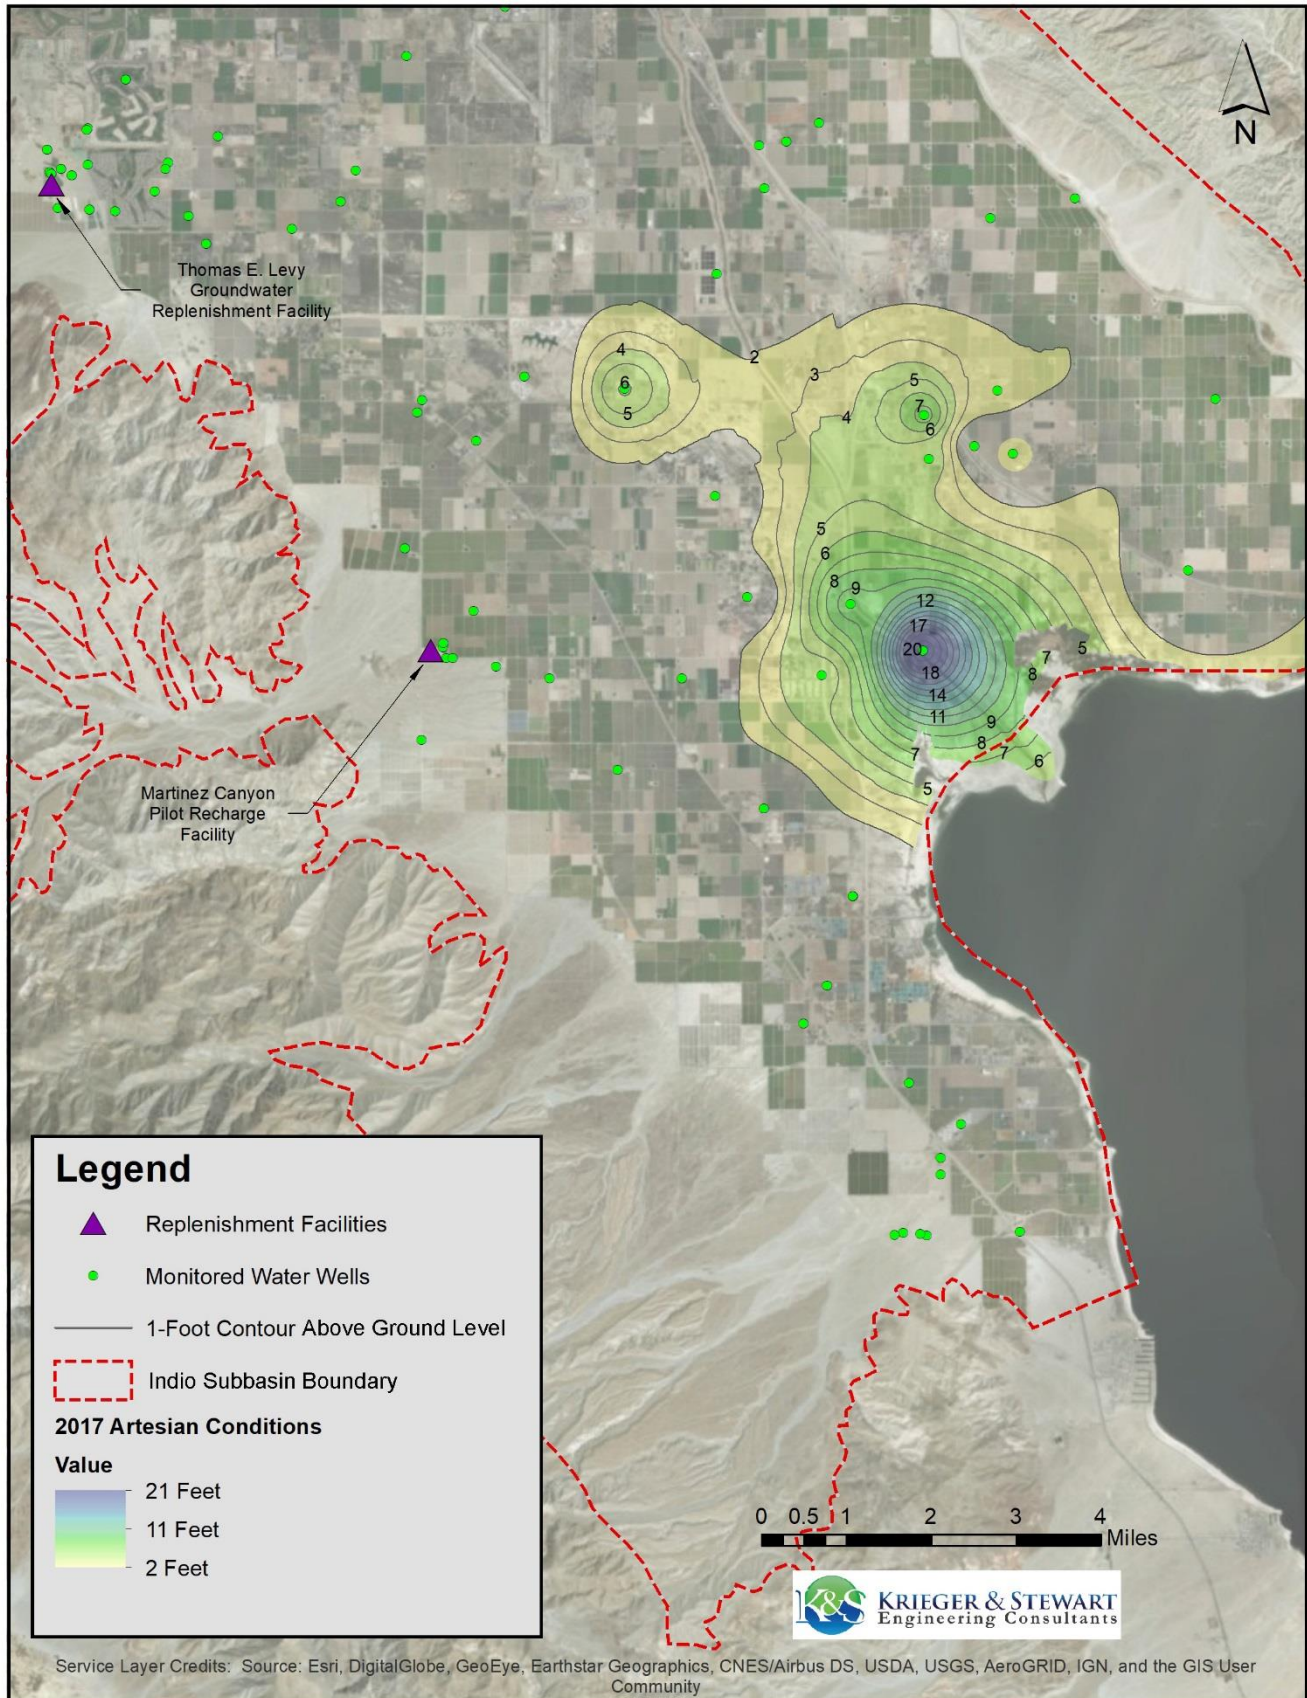 N
Thomas E. Levy
Groundwater
Replenishment Facility
4
6
5
2
3
4
5
7
6
5
6
8
9
12
17
20
18
14
11
9
8
7
6
7
5
8
7
5
Martinez Canyon
Pilot Recharge
Facility
Legend
Replenishment Facilities
Monitored Water Wells
1-Foot Contour Above Ground Level
Indio Subbasin Boundary
2017 Artesian Conditions
Value
21 Feet
11 Feet
2 Feet
0 0.5 1 2 3 4
Miles
K&S KRIEGER & STEWART
Engineering Consultants
Service Layer Credits: Source: Esri, DigitalGlobe, GeoEye, Earthstar Geographics, CNES/Airbus DS, USDA, USGS, AeroGRID, IGN, and the GIS User
Community